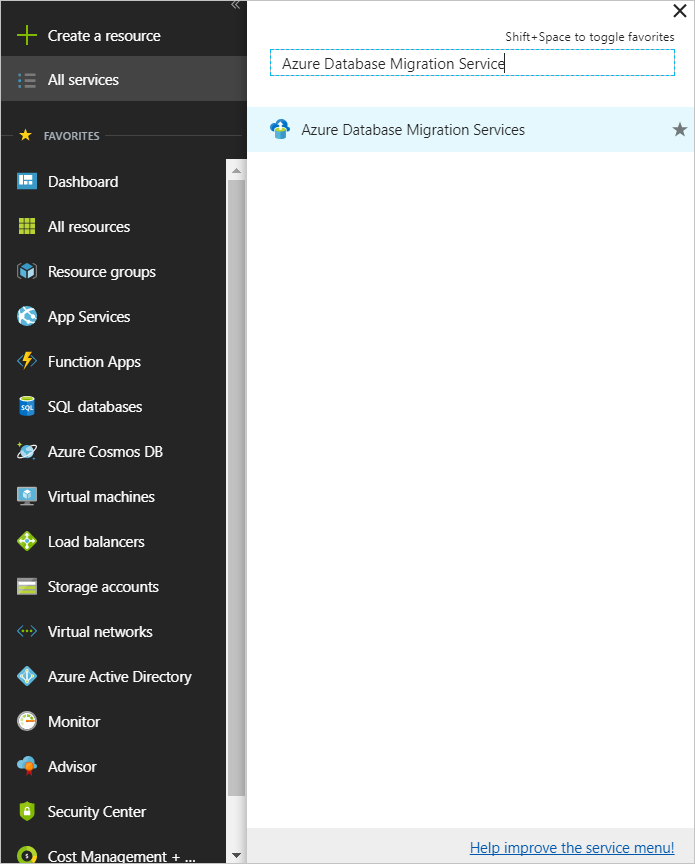 Create a resource
All services
FAVORITES
Dashboard
All resources
Resource groups
App Services
Function Apps
SQL databases
Azure Cosmos DB
Virtual machines
Load balancers
Storage accounts
Virtual networks
Azure Active Directory
Monitor
Advisor
Security Center
Cost Management + ...
Shift+Space to toggle favorites
Azure Database Migration Service
Azure Database Migration Services
Help improve the service menu!